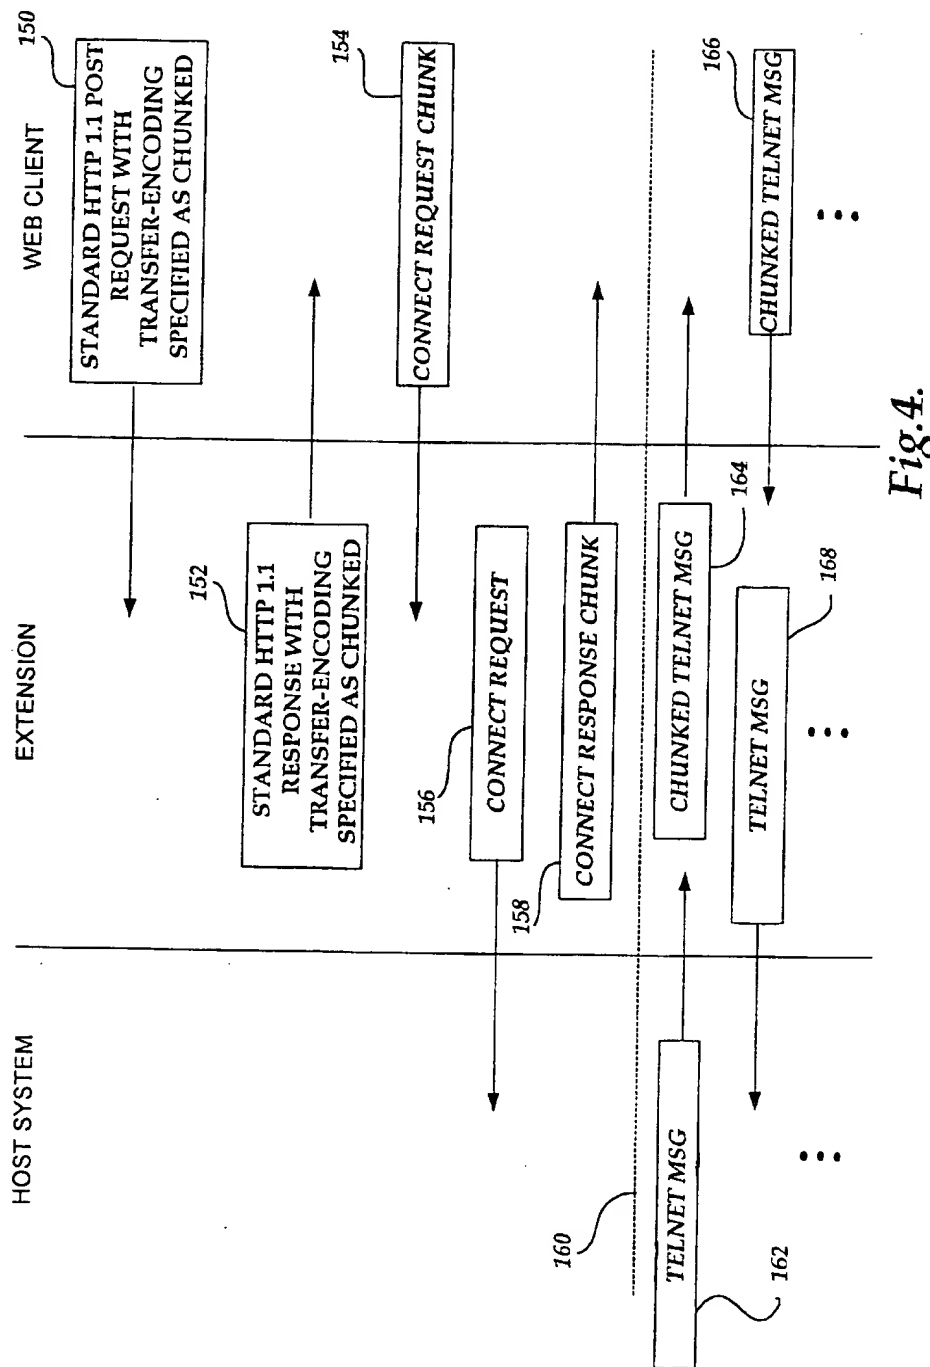 HOST SYSTEM
EXTENSION
WEB CLIENT
150
STANDARD HTTP 1.1 POST
REQUEST WITH
TRANSFER-ENCODING
SPECIFIED AS CHUNKED
152
STANDARD HTTP 1.1
RESPONSE WITH
TRANSFER-ENCODING
SPECIFIED AS CHUNKED
154
CONNECT REQUEST CHUNK
156
CONNECT REQUEST
158
CONNECT RESPONSE CHUNK
160
162
TELNET MSG
164
CHUNKED TELNET MSG
166
CHUNKED TELNET MSG
168
TELNET MSG
Fig.4.